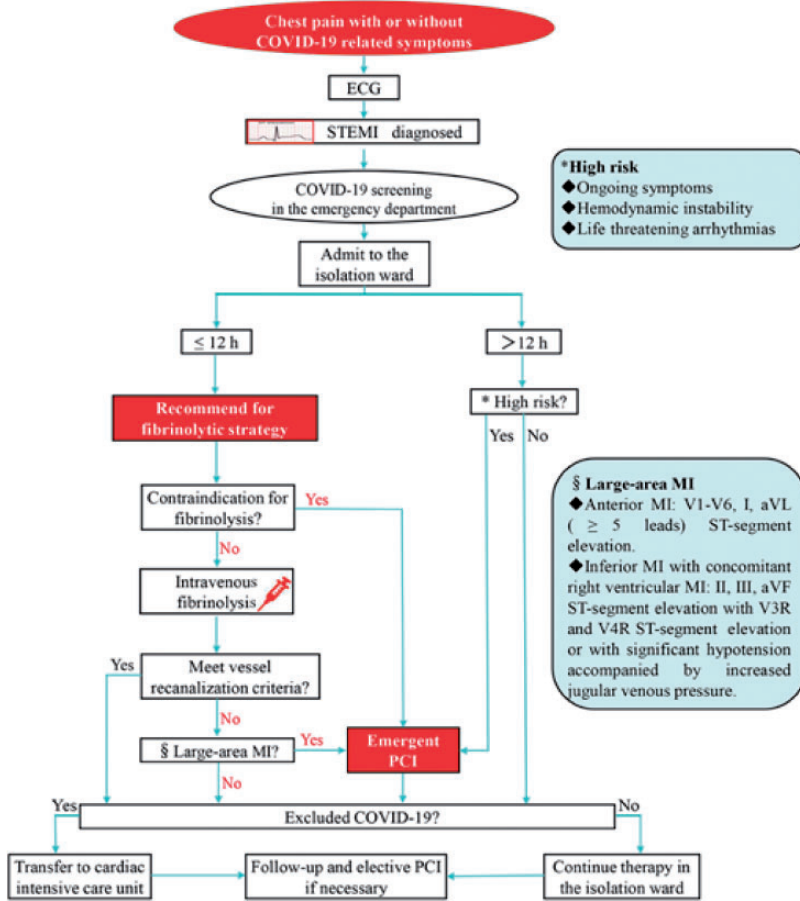 Chest pain with or without
COVID-19 related symptoms
ECG
STEMI diagnosed
COVID-19 screening
in the emergency department
*High risk
◆Ongoing symptoms
◆Hemodynamic instability
◆Life threatening arrhythmias
Admit to the
isolation ward
≤ 12 h
>12 h
Recommend for
fibrinolytic strategy
* High risk?
Yes
No
Contraindication for
fibrinolysis?
Yes
No
§ Large-area MI
◆Anterior MI: V1-V6, I, aVL
( ≥ 5 leads) ST-segment
elevation.
◆Inferior MI with concomitant
right ventricular MI: II, III, aVF
ST-segment elevation with V3R
and V4R ST-segment elevation
or with significant hypotension
accompanied by increased
jugular venous pressure.
Intravenous
fibrinolysis
Yes
Meet vessel
recanalization criteria?
No
§ Large-area MI?
Yes
No
Emergent
PCI
Yes
Excluded COVID-19?
No
Transfer to cardiac
intensive care unit
Follow-up and elective PCI
if necessary
Continue therapy in
the isolation ward